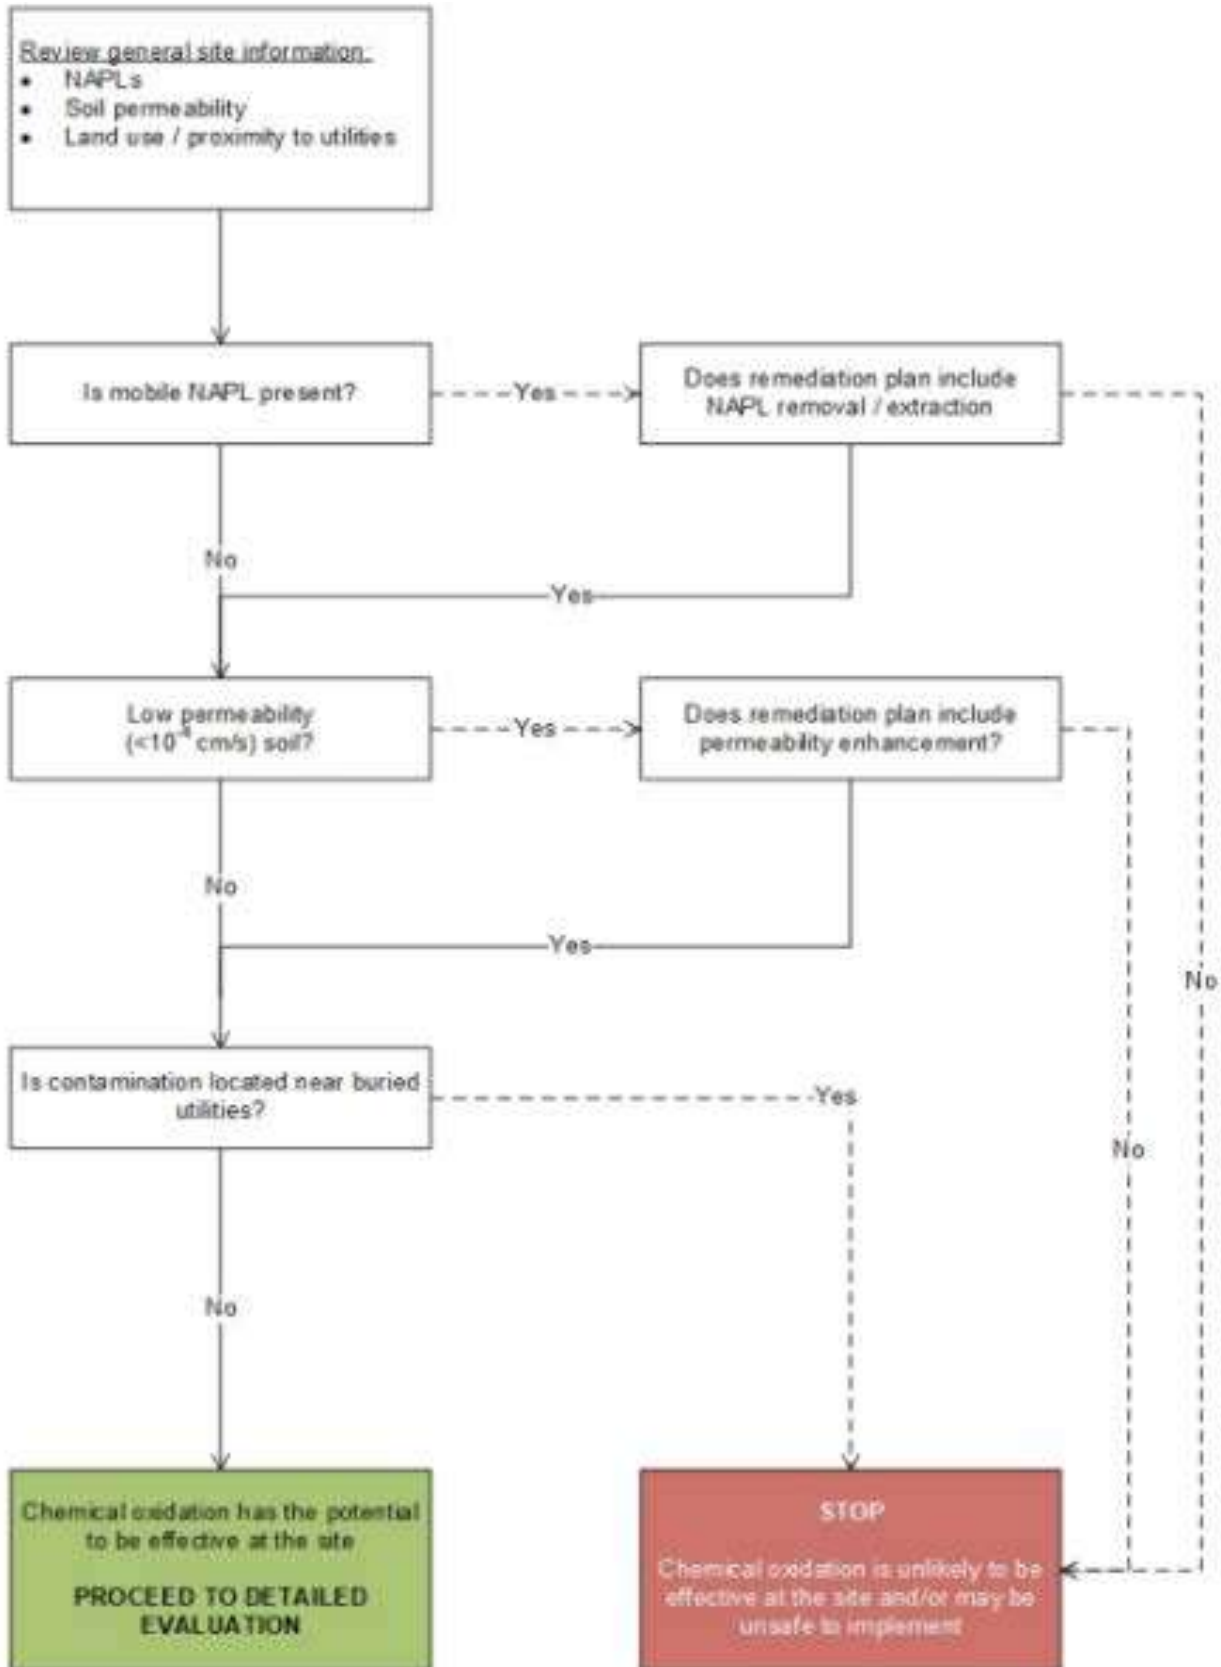 Review general site information:
• NAPLs
• Soil permeability
• Land use / proximity to utilities
Is mobile NAPL present?
Yes
Does remediation plan include
NAPL removal / extraction
No
Yes
Low permeability
(<10⁻⁴ cm/s) soil?
Yes
Does remediation plan include
permeability enhancement?
No
Yes
No
Is contamination located near buried
utilities?
Yes
No
No
Chemical oxidation has the potential
to be effective at the site
PROCEED TO DETAILED
EVALUATION
STOP
Chemical oxidation is unlikely to be
effective at the site and/or may be
unsafe to implement